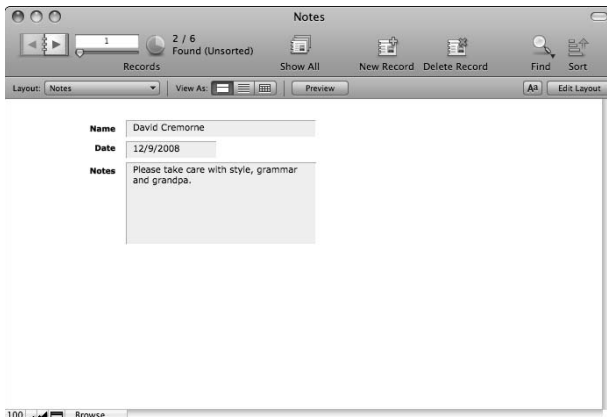 Notes
1
2 / 6
Found (Unsorted)
Records
Show All
New Record
Delete Record
Find
Sort
Layout: Notes
View As:
Preview
Aa
Edit Layout
Name David Cremorne
Date 12/9/2008
Notes Please take care with style, grammar
and grandpa.
100
Browse